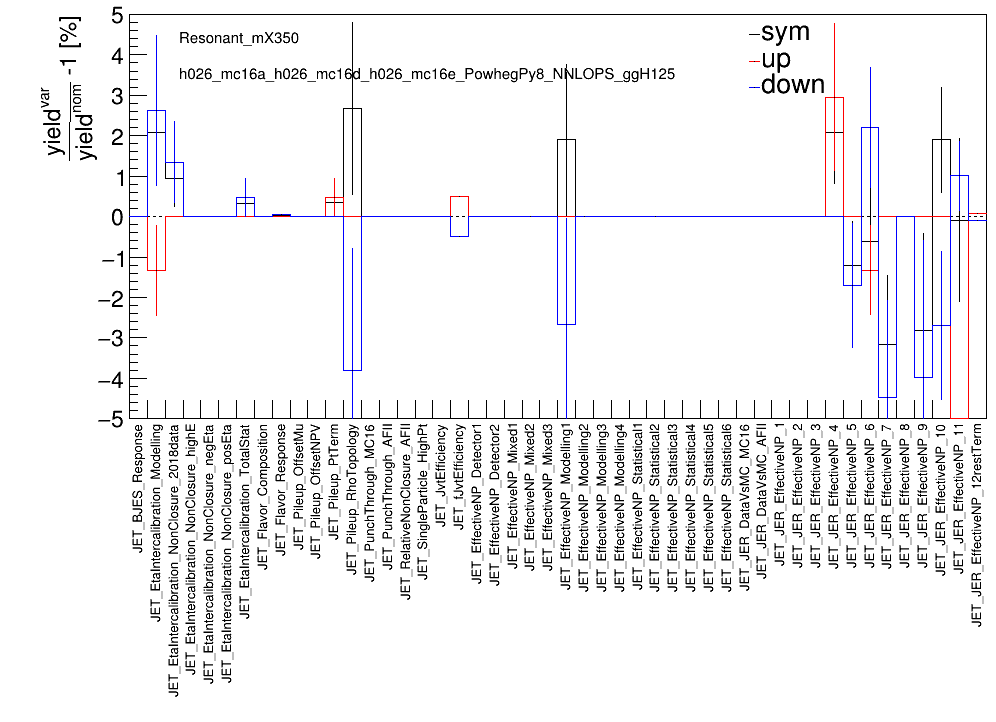 yield^var / yield^nom -1 [%]
5
4
3
2
1
0
−1
−2
−3
−4
−5
Resonant_mX350
h026_mc16a_h026_mc16d_h026_mc16e_PowhegPy8_NNLOPS_ggH125
sym
up
down
JET_BJES_Response
JET_EtaIntercalibration_Modelling
JET_EtaIntercalibration_NonClosure_2018data
JET_EtaIntercalibration_NonClosure_highE
JET_EtaIntercalibration_NonClosure_negEta
JET_EtaIntercalibration_NonClosure_posEta
JET_EtaIntercalibration_TotalStat
JET_Flavor_Composition
JET_Flavor_Response
JET_Pileup_OffsetMu
JET_Pileup_OffsetNPV
JET_Pileup_PtTerm
JET_Pileup_RhoTopology
JET_PunchThrough_MC16
JET_PunchThrough_AFII
JET_RelativeNonClosure_AFII
JET_SingleParticle_HighPt
JET_JvtEfficiency
JET_fJvtEfficiency
JET_EffectiveNP_Detector1
JET_EffectiveNP_Detector2
JET_EffectiveNP_Mixed1
JET_EffectiveNP_Mixed2
JET_EffectiveNP_Mixed3
JET_EffectiveNP_Modelling1
JET_EffectiveNP_Modelling2
JET_EffectiveNP_Modelling3
JET_EffectiveNP_Modelling4
JET_EffectiveNP_Statistical1
JET_EffectiveNP_Statistical2
JET_EffectiveNP_Statistical3
JET_EffectiveNP_Statistical4
JET_EffectiveNP_Statistical5
JET_EffectiveNP_Statistical6
JET_JER_DataVsMC_MC16
JET_JER_DataVsMC_AFII
JET_JER_EffectiveNP_1
JET_JER_EffectiveNP_2
JET_JER_EffectiveNP_3
JET_JER_EffectiveNP_4
JET_JER_EffectiveNP_5
JET_JER_EffectiveNP_6
JET_JER_EffectiveNP_7
JET_JER_EffectiveNP_8
JET_JER_EffectiveNP_9
JET_JER_EffectiveNP_10
JET_JER_EffectiveNP_11
JET_JER_EffectiveNP_12restTerm